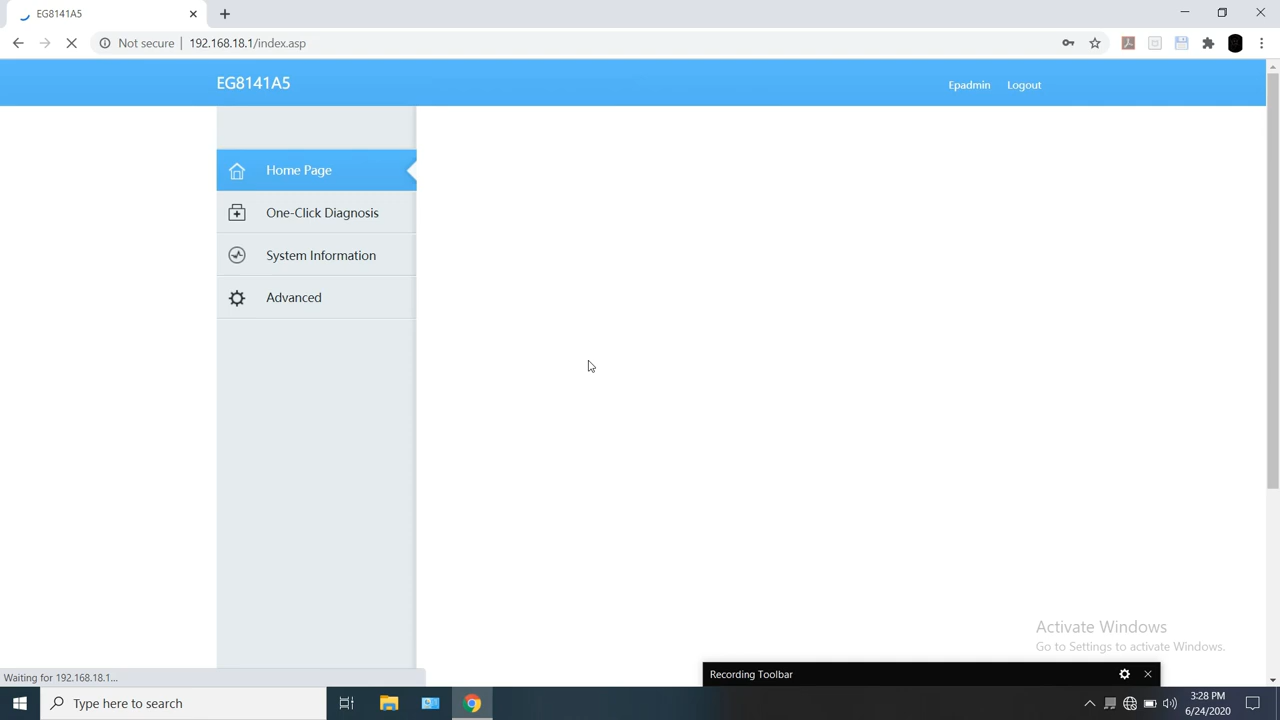 EG8141A5
Not secure
192.168.18.1/index.asp
EG8141A5
Epadmin
Logout
Home Page
One-Click Diagnosis
System Information
Advanced
Activate Windows
Go to Settings to activate Windows.
Waiting for 192.168.18.1...
Recording Toolbar
Type here to search
3:28 PM
6/24/2020